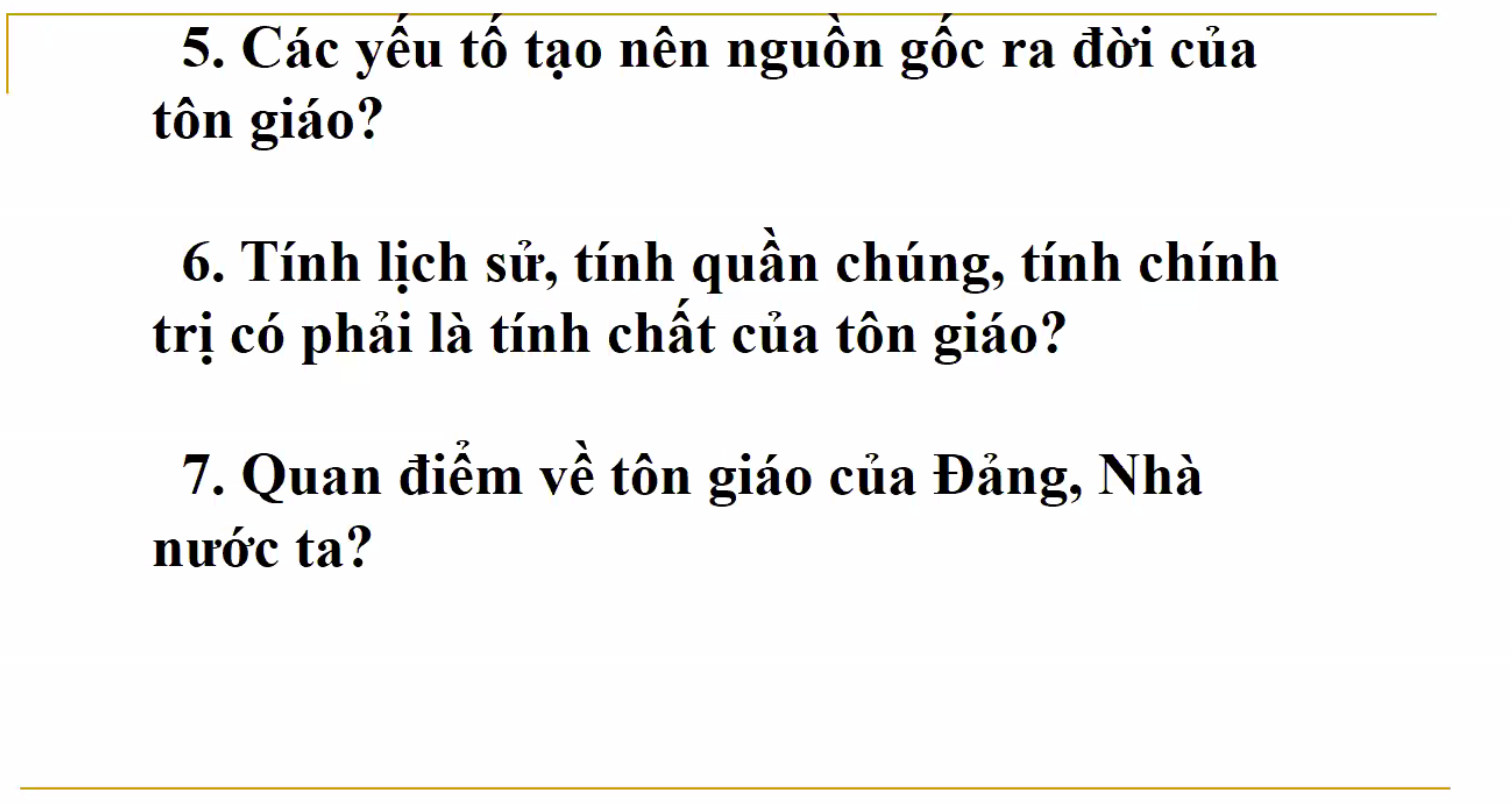 5. Các yếu tố tạo nên nguồn gốc ra đời của
tôn giáo?
6. Tính lịch sử, tính quần chúng, tính chính
trị có phải là tính chất của tôn giáo?
7. Quan điểm về tôn giáo của Đảng, Nhà
nước ta?